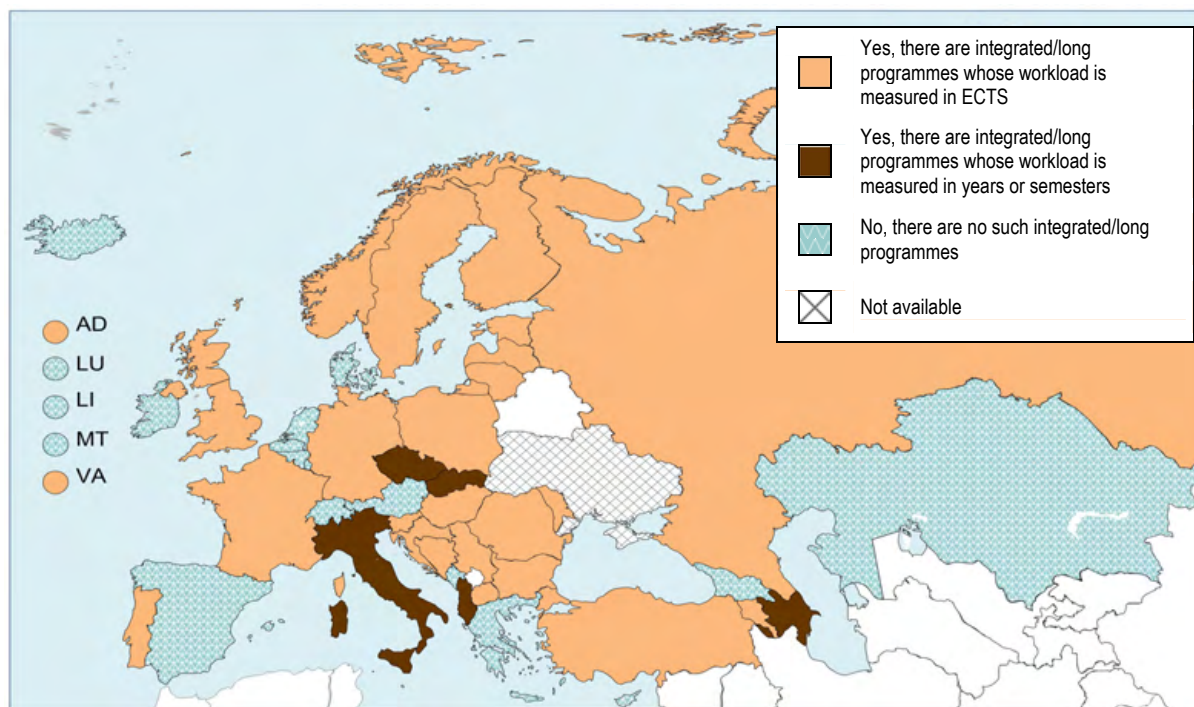 Yes, there are integrated/long
programmes whose workload is
measured in ECTS
Yes, there are integrated/long
programmes whose workload is
measured in years or semesters
No, there are no such integrated/long
programmes
Not available
AD
LU
LI
MT
VA